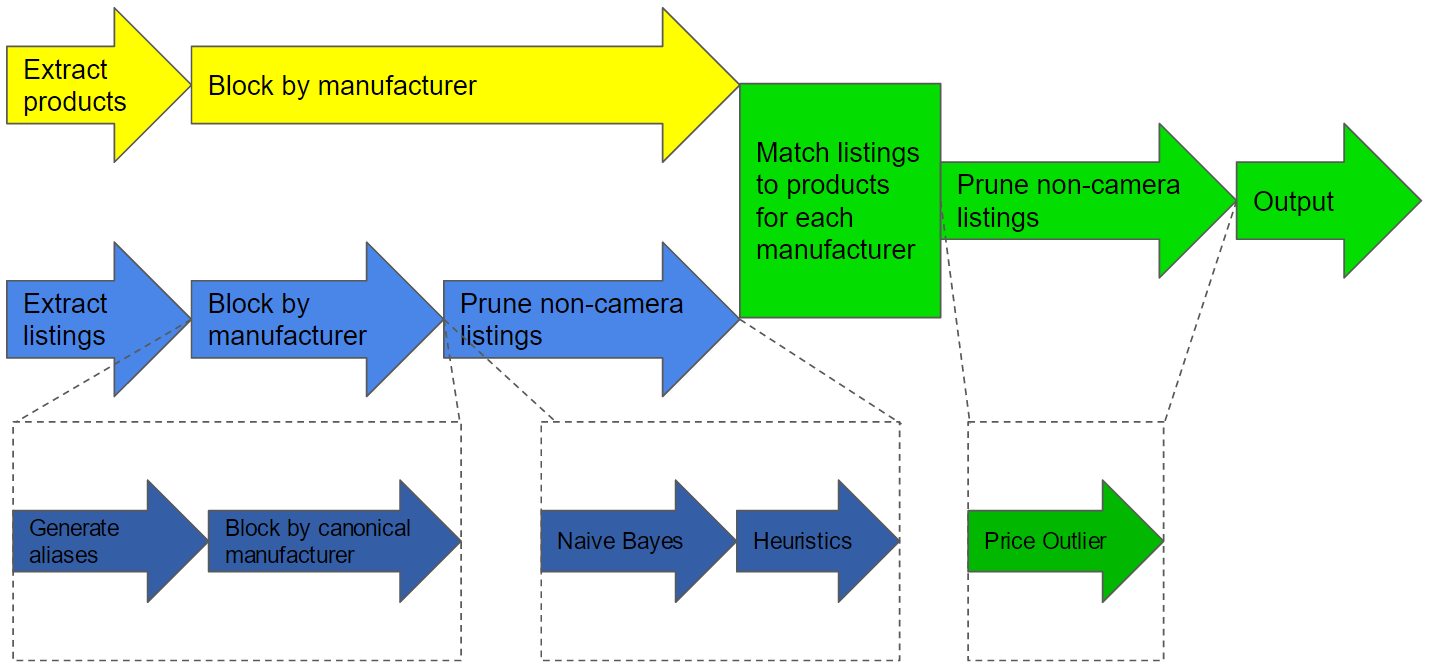 Extract
products
Block by manufacturer
Match listings
to products
for each
manufacturer
Prune non-camera
listings
Output
Extract
listings
Block by
manufacturer
Prune non-camera
listings
Generate
aliases
Block by canonical
manufacturer
Naive Bayes
Heuristics
Price Outlier